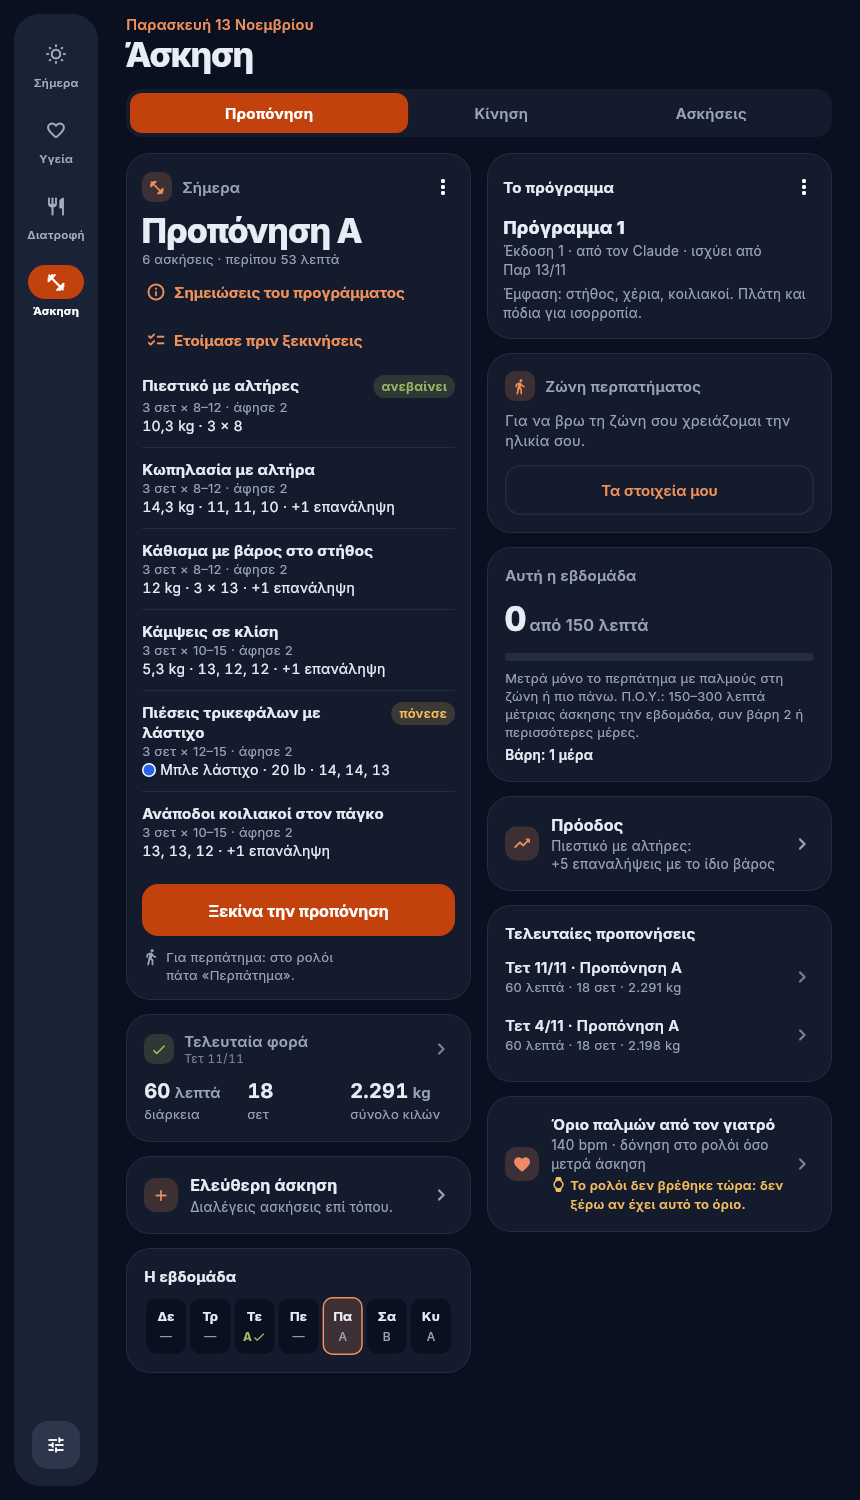 Παρασκευή 13 Νοεμβρίου
Άσκηση
Σήμερα
Υγεία
Διατροφή
Άσκηση
Προπόνηση
Κίνηση
Ασκήσεις
Σήμερα
Προπόνηση Α
6 ασκήσεις · περίπου 53 λεπτά
Σημειώσεις του προγράμματος
Ετοίμασε πριν ξεκινήσεις
Πιεστικό με αλτήρες
ανεβαίνει
3 σετ × 8–12 · άφησε 2
10,3 kg · 3 × 8
Κωπηλασία με αλτήρα
3 σετ × 8–12 · άφησε 2
14,3 kg · 11, 11, 10 · +1 επανάληψη
Κάθισμα με βάρος στο στήθος
3 σετ × 8–12 · άφησε 2
12 kg · 3 × 13 · +1 επανάληψη
Κάμψεις σε κλίση
3 σετ × 10–15 · άφησε 2
5,3 kg · 13, 12, 12 · +1 επανάληψη
Πιέσεις τρικεφάλων με
λάστιχο
πόνεσε
3 σετ × 12–15 · άφησε 2
Μπλε λάστιχο · 20 lb · 14, 14, 13
Ανάποδοι κοιλιακοί στον πάγκο
3 σετ × 10–15 · άφησε 2
13, 13, 12 · +1 επανάληψη
Ξεκίνα την προπόνηση
Για περπάτημα: στο ρολόι
πάτα «Περπάτημα».
Τελευταία φορά
Τετ 11/11
60 λεπτά
διάρκεια
18
σετ
2.291 kg
σύνολο κιλών
Ελεύθερη άσκηση
Διαλέγεις ασκήσεις επί τόπου.
Η εβδομάδα
Δε Τρ Τε Πε Πα Σα Κυ
— — Α — Α Β Α
Το πρόγραμμα
Πρόγραμμα 1
Έκδοση 1 · από τον Claude · ισχύει από
Παρ 13/11
Έμφαση: στήθος, χέρια, κοιλιακοί. Πλάτη και
πόδια για ισορροπία.
Ζώνη περπατήματος
Για να βρω τη ζώνη σου χρειάζομαι την
ηλικία σου.
Τα στοιχεία μου
Αυτή η εβδομάδα
0 από 150 λεπτά
Μετρά μόνο το περπάτημα με παλμούς στη
ζώνη ή πιο πάνω. Π.Ο.Υ.: 150–300 λεπτά
μέτριας άσκησης την εβδομάδα, συν βάρη 2 ή
περισσότερες μέρες.
Βάρη: 1 μέρα
Πρόοδος
Πιεστικό με αλτήρες:
+5 επαναλήψεις με το ίδιο βάρος
Τελευταίες προπονήσεις
Τετ 11/11 · Προπόνηση Α
60 λεπτά · 18 σετ · 2.291 kg
Τετ 4/11 · Προπόνηση Α
60 λεπτά · 18 σετ · 2.198 kg
Όριο παλμών από τον γιατρό
140 bpm · δόνηση στο ρολόι όσο
μετρά άσκηση
Το ρολόι δεν βρέθηκε τώρα: δεν
ξέρω αν έχει αυτό το όριο.